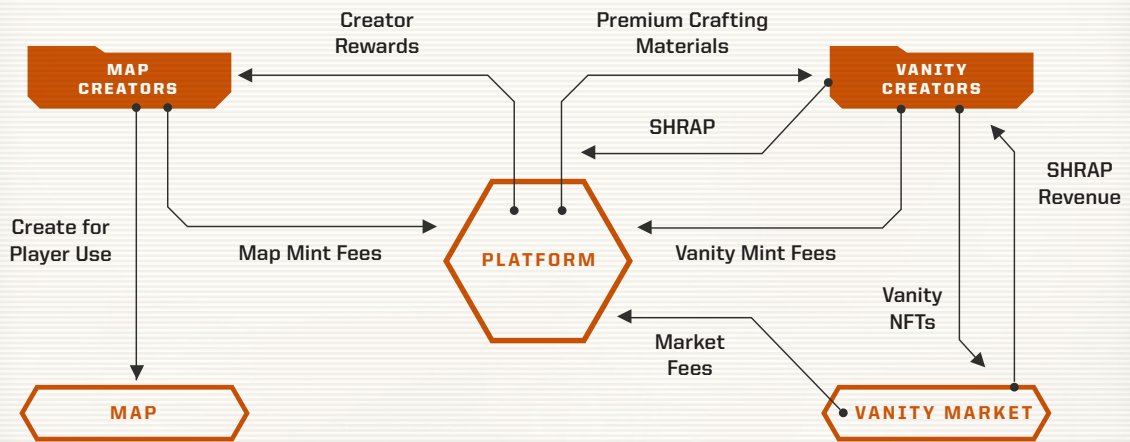 Creator
Rewards
Premium Crafting
Materials
MAP
CREATORS
VANITY
CREATORS
SHRAP
SHRAP
Revenue
Create for
Player Use
Map Mint Fees
PLATFORM
Vanity Mint Fees
Vanity
NFTs
Market
Fees
MAP
VANITY MARKET